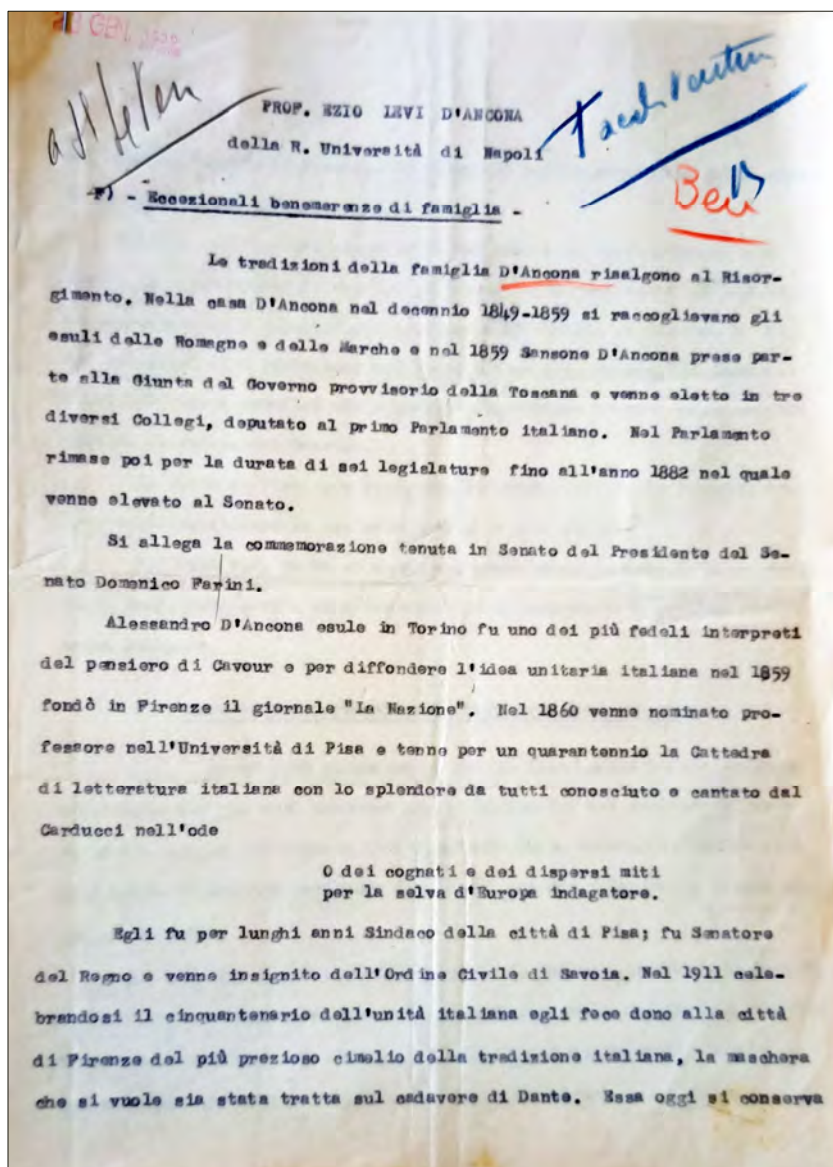 GEN.
PROF. EZIO LEVI D'ANCONA
della R. Università di Napoli
F) - Eccezionali benemerenze di famiglia -
Le tradizioni della famiglia D'Ancona risalgono al Risor-
gimento. Nella casa D'Ancona nel decennio 1849-1859 si raccoglievano gli
esuli delle Romagne e delle Marche e nel 1859 Sansone D'Ancona prese par-
te alla Giunta del Governo provvisorio della Toscana e venne eletto in tre
diversi Collegi, deputato al primo Parlamento italiano. Nel Parlamento
rimase poi per la durata di sei legislature fino all'anno 1882 nel quale
venne elevato al Senato.
Si allega la commemorazione tenuta in Senato del Presidente del Se-
nato Domenico Farini.
Alessandro D'Ancona esule in Torino fu uno dei più fedeli interpreti
del pensiero di Cavour e per diffondere l'idea unitaria italiana nel 1859
fondò in Firenze il giornale "La Nazione". Nel 1860 venne nominato pro-
fessore nell'Università di Pisa e tenne per un quarantennio la Cattedra
di letteratura italiana con lo splendore da tutti conosciuto e cantato dal
Carducci nell'ode
O dei cognati e dei dispersi miti
per la selva d'Europa indagatore.
Egli fu per lunghi anni Sindaco della città di Pisa; fu Senatore
del Regno e venne insignito dell'Ordine Civile di Savoia. Nel 1911 cele-
brandosi il cinquantenario dell'unità italiana egli fece dono alla città
di Firenze del più prezioso cimelio della tradizione italiana, la maschera
che si vuole sia stata tratta sul cadavere di Dante. Essa oggi si conserva